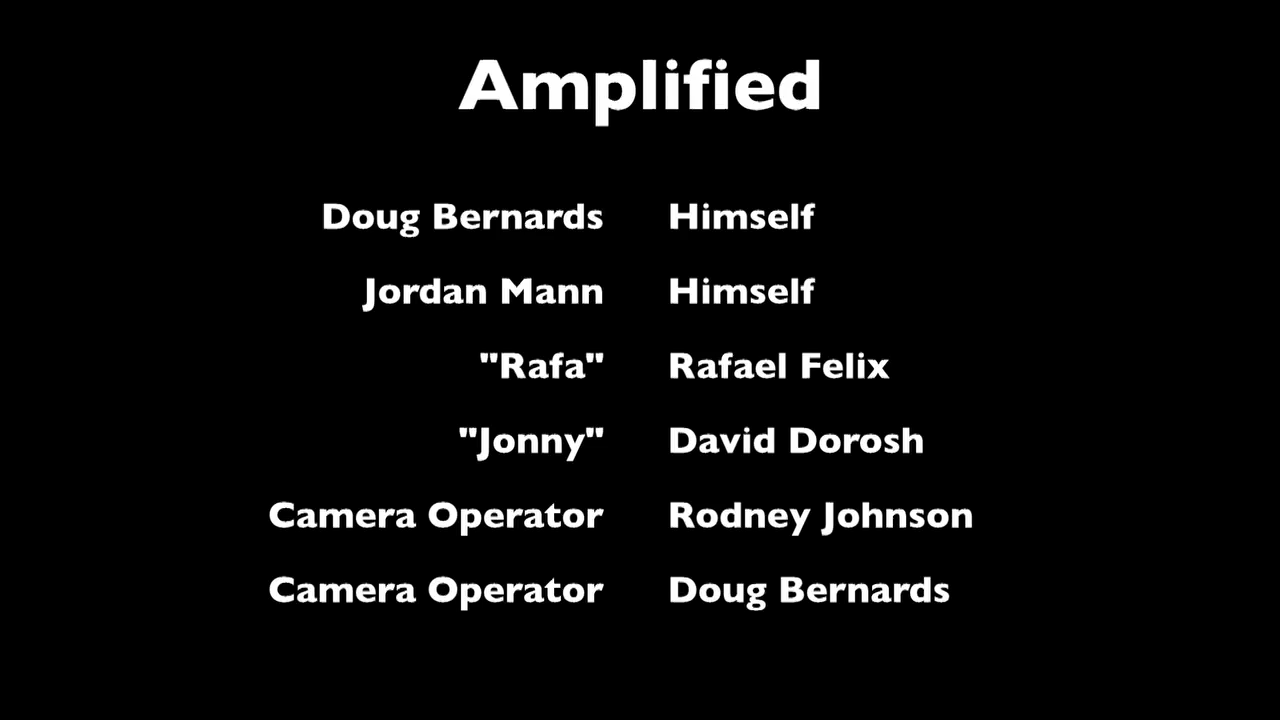 Amplified
Doug Bernards Himself
Jordan Mann Himself
"Rafa" Rafael Felix
"Jonny" David Dorosh
Camera Operator Rodney Johnson
Camera Operator Doug Bernards